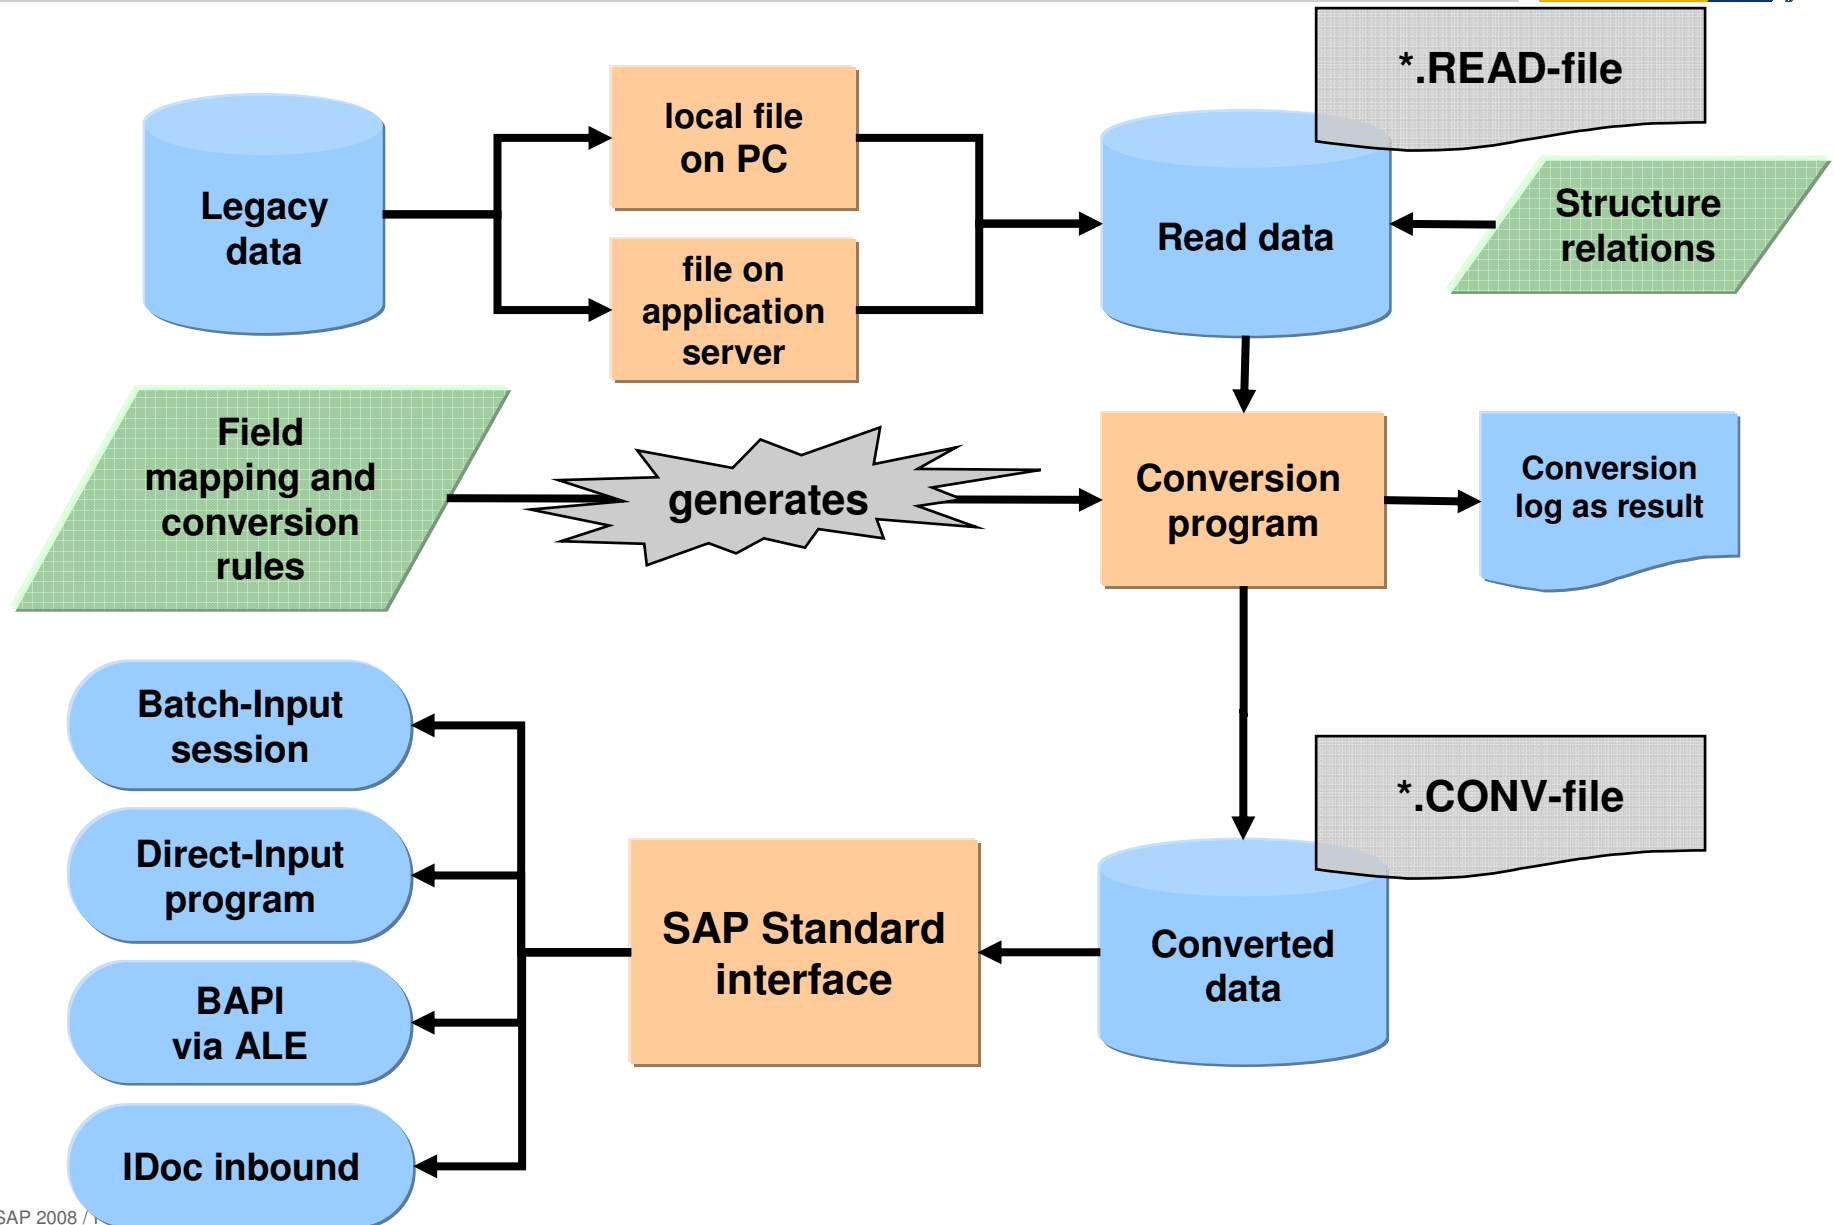 *.READ-file
local file
on PC
Legacy
data
file on
application
server
Read data
Structure
relations
Field
mapping and
conversion
rules
generates
Conversion
program
Conversion
log as result
Batch-Input
session
Direct-Input
program
BAPI
via ALE
IDoc inbound
SAP Standard
interface
*.CONV-file
Converted
data
SAP 2008 /